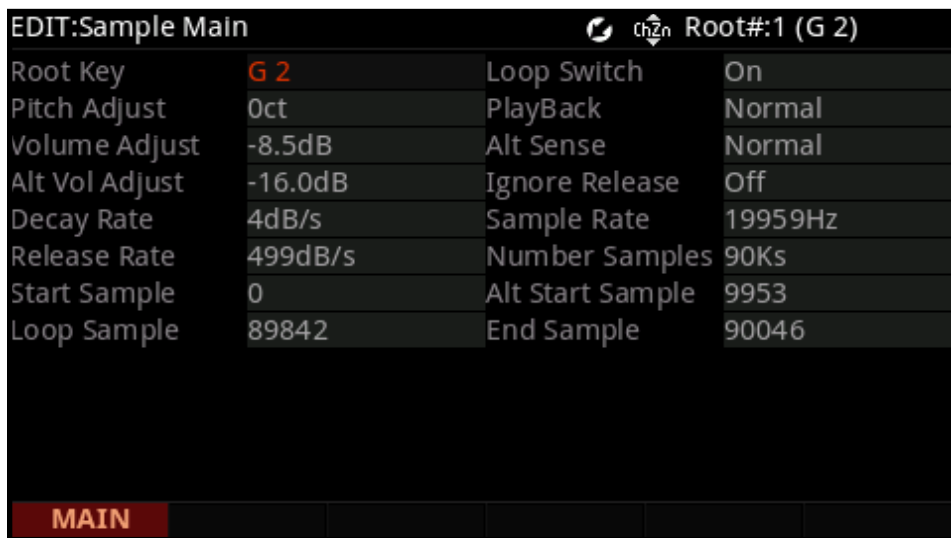 EDIT:Sample Main Ch2n Root#:1 (G 2)
Root Key G 2 Loop Switch On
Pitch Adjust 0ct PlayBack Normal
Volume Adjust -8.5dB Alt Sense Normal
Alt Vol Adjust -16.0dB Ignore Release Off
Decay Rate 4dB/s Sample Rate 19959Hz
Release Rate 499dB/s Number Samples 90Ks
Start Sample 0 Alt Start Sample 9953
Loop Sample 89842 End Sample 90046
MAIN